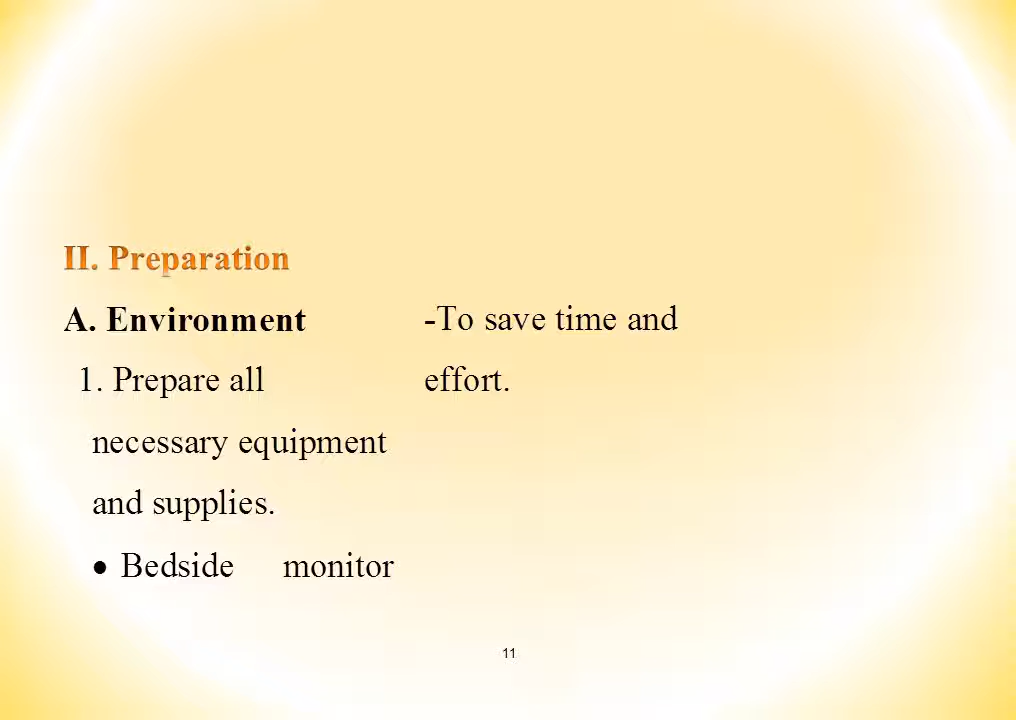 II. Preparation
A. Environment
1. Prepare all
necessary equipment
and supplies.
• Bedside monitor
-To save time and
effort.
11